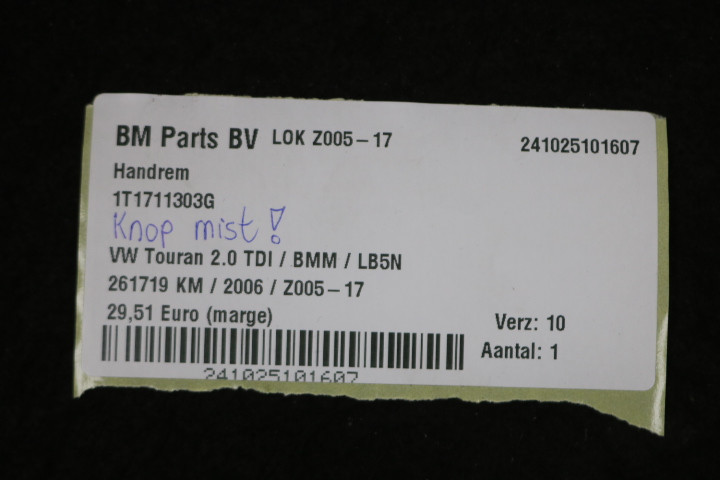 BM Parts BV LOK Z005-17 241025101607
Handrem
1T1711303G
Knop mist!
VW Touran 2.0 TDI / BMM / LB5N
261719 KM / 2006 / Z005-17
29,51 Euro (marge) Verz: 10
Aantal: 1
241025101607